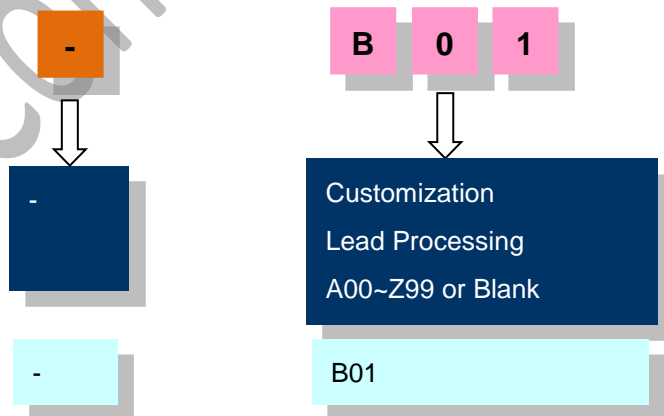 -
B 0 1
-
Customization
Lead Processing
A00~Z99 or Blank
-
B01